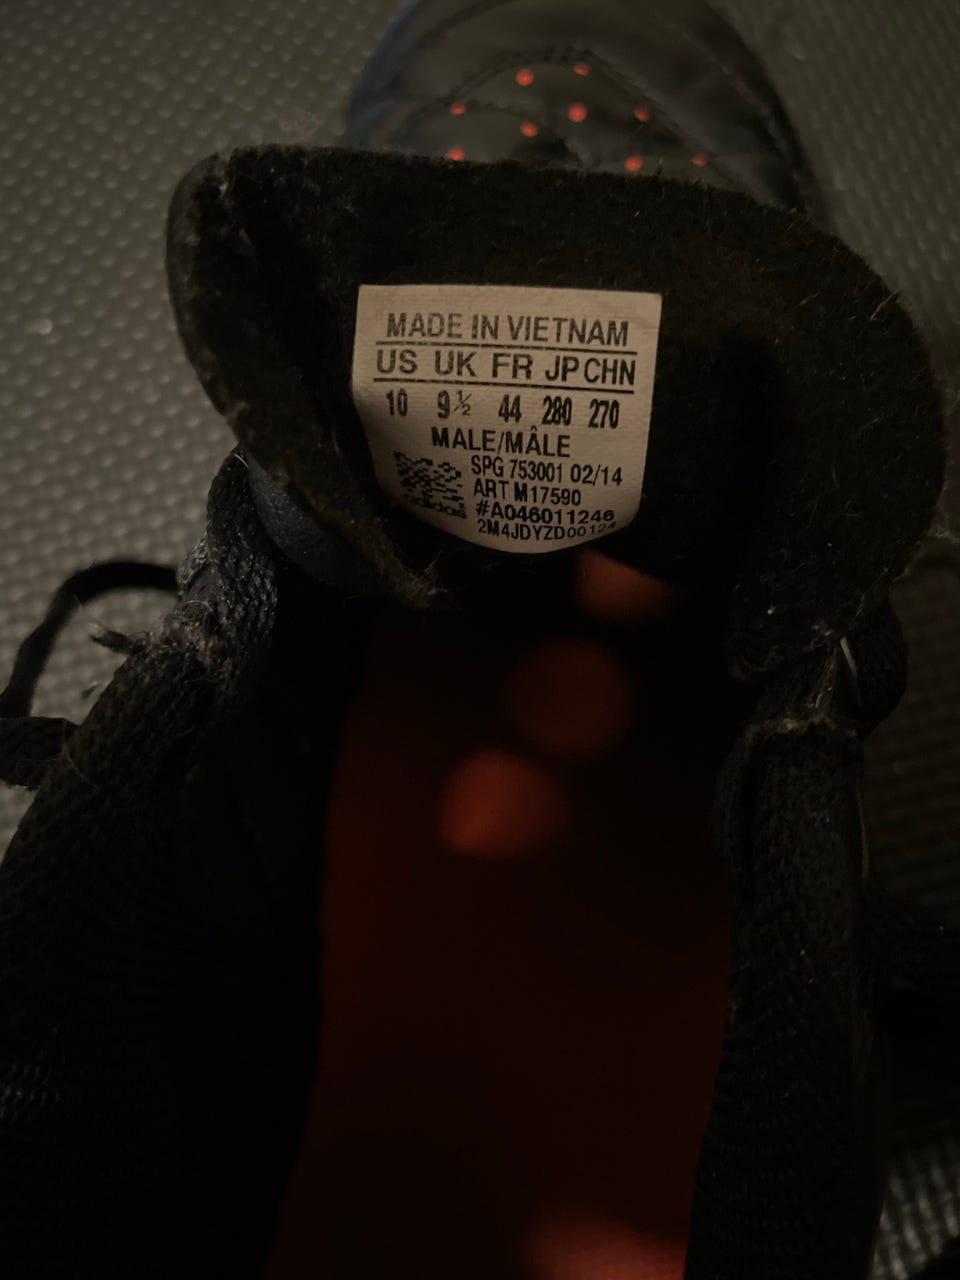 MADE IN VIETNAM
US UK FR JP CHN
10 9½ 44 280 270
MALE/MÂLE
SPG 753001 02/14
ART M17590
#A046011246
adidas
2M4JDYZD00124